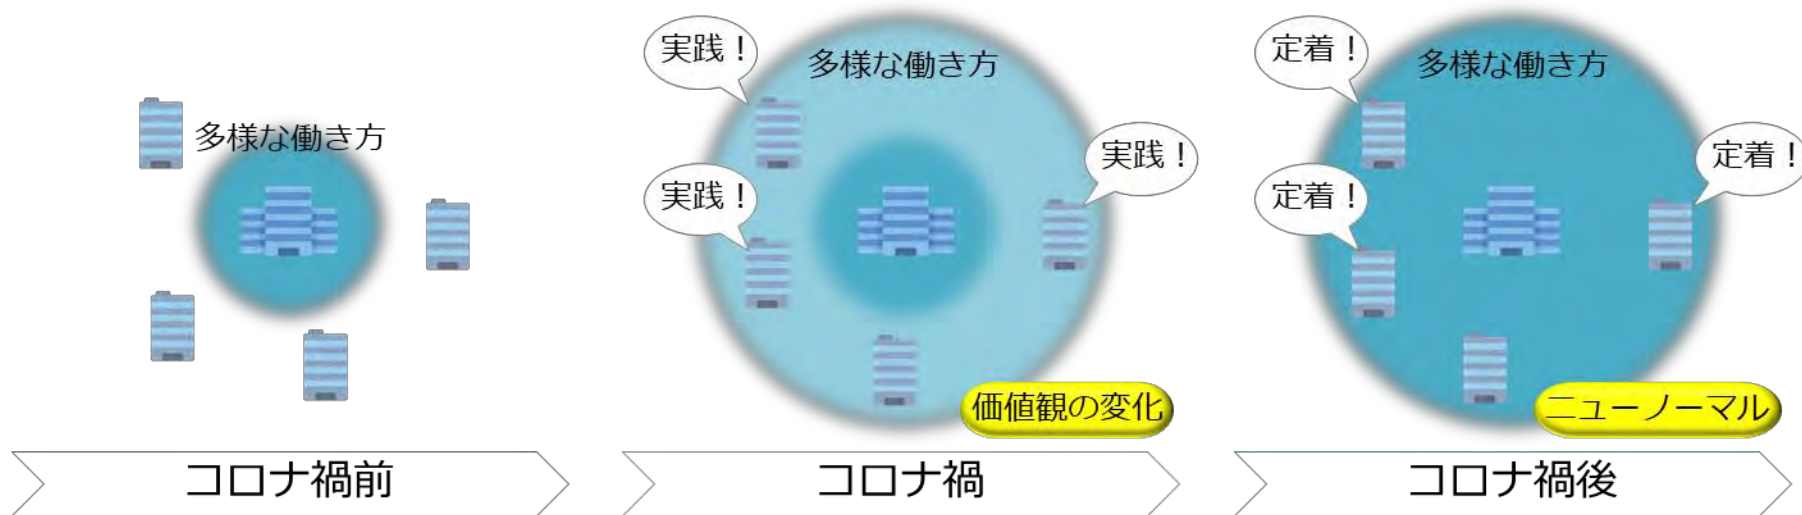 多様な働き方
コロナ禍前
実践！
多様な働き方
実践！
実践！
価値観の変化
コロナ禍
定着！
多様な働き方
定着！
定着！
ニューノーマル
コロナ禍後